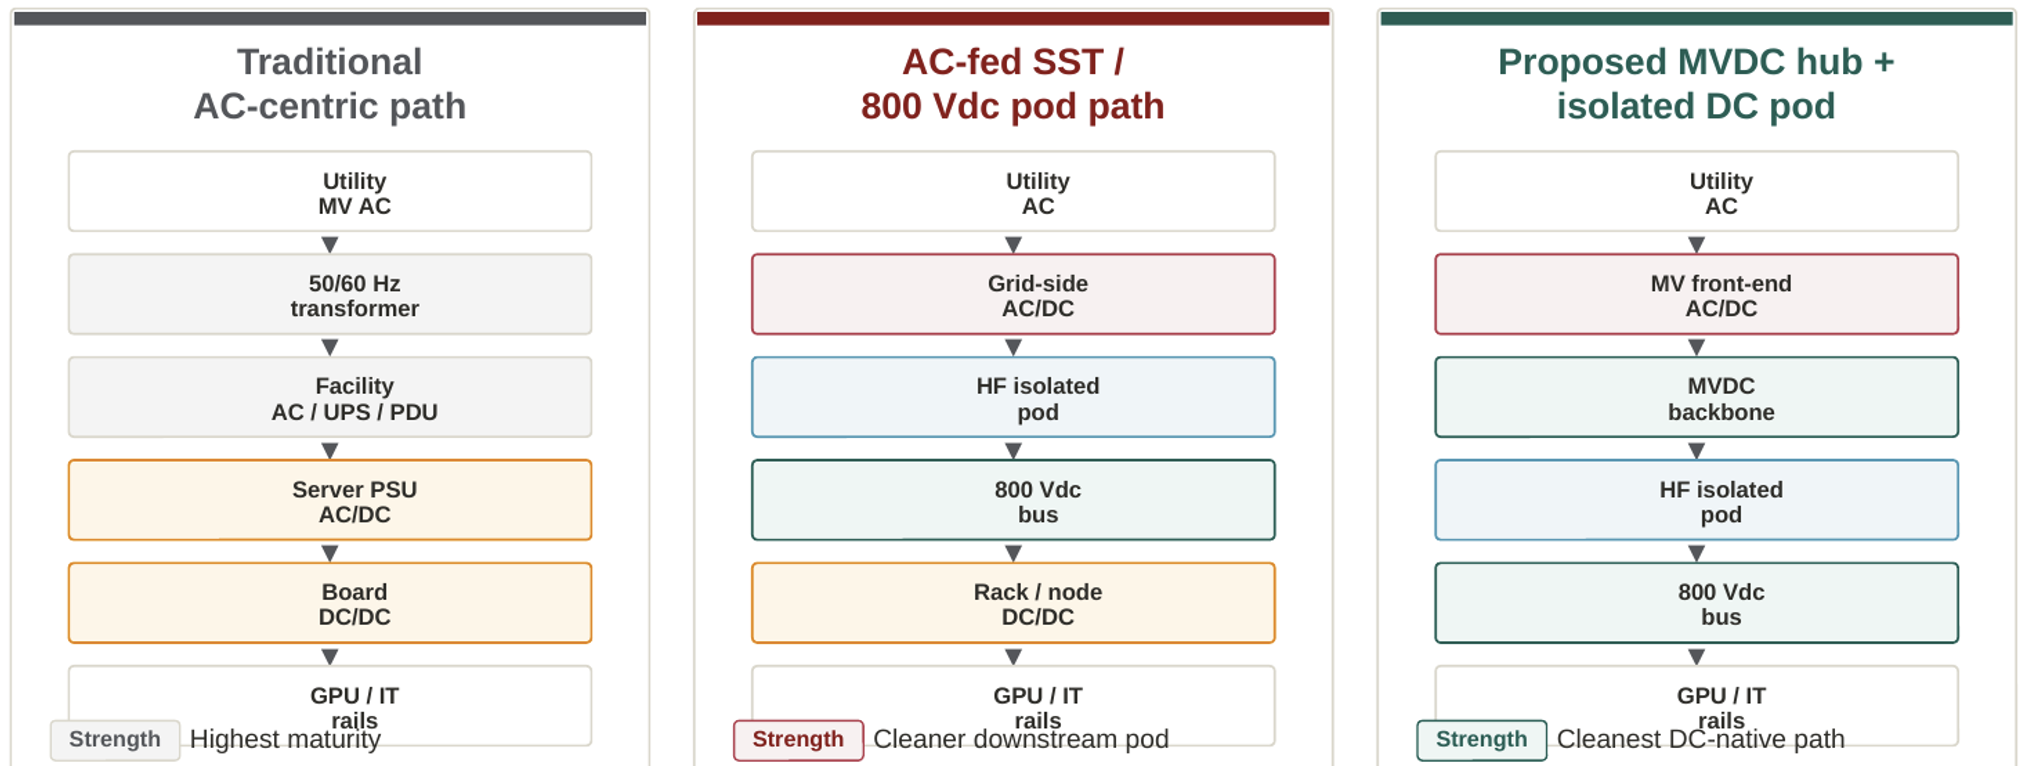 Traditional
AC-centric path
Utility
MV AC
50/60 Hz
transformer
Facility
AC / UPS / PDU
Server PSU
AC/DC
Board
DC/DC
GPU / IT
rails
Strength Highest maturity
AC-fed SST /
800 Vdc pod path
Utility
AC
Grid-side
AC/DC
HF isolated
pod
800 Vdc
bus
Rack / node
DC/DC
GPU / IT
rails
Strength Cleaner downstream pod
Proposed MVDC hub +
isolated DC pod
Utility
AC
MV front-end
AC/DC
MVDC
backbone
HF isolated
pod
800 Vdc
bus
GPU / IT
rails
Strength Cleanest DC-native path